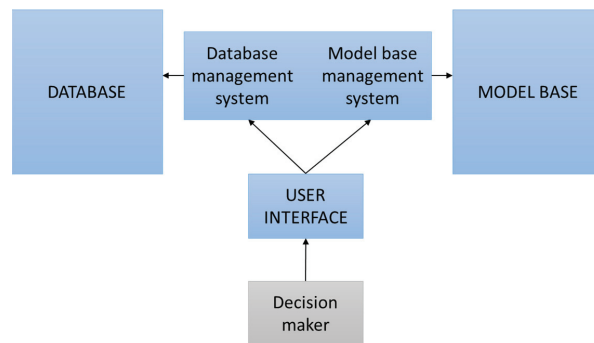 DATABASE
Database
management
system
Model base
management
system
MODEL BASE
USER
INTERFACE
Decision
maker